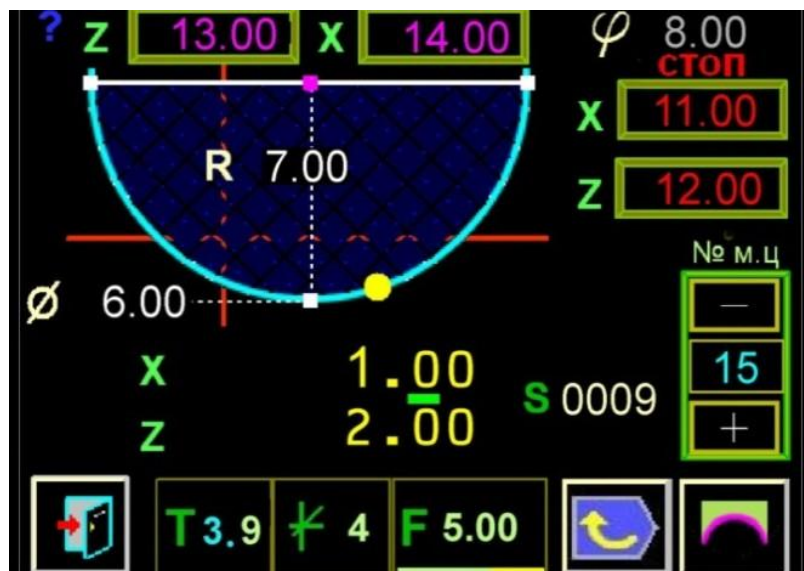 ? Z 13.00 X 14.00 φ 8.00
стоп
X 11.00
R 7.00
Z 12.00
№ м.ц
Ø 6.00
—
X 1.00
15
S 0009
Z 2.00
+
T 3.9 4 F 5.00